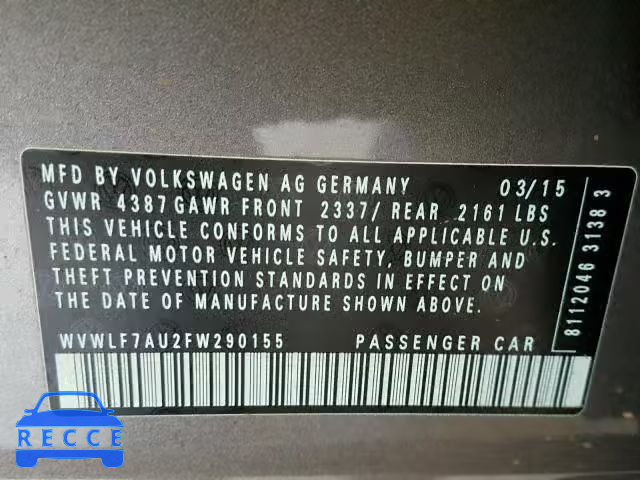 MFD BY VOLKSWAGEN AG GERMANY 03/15
GVWR 4387 GAWR FRONT 2337/ REAR 2161 LBS
THIS VEHICLE CONFORMS TO ALL APPLICABLE U.S.
FEDERAL MOTOR VEHICLE SAFETY, BUMPER AND
THEFT PREVENTION STANDARDS IN EFFECT ON
THE DATE OF MANUFACTURE SHOWN ABOVE.
WVWLF7AU2FW290155 PASSENGER CAR
8112046 3138 3
RECCE